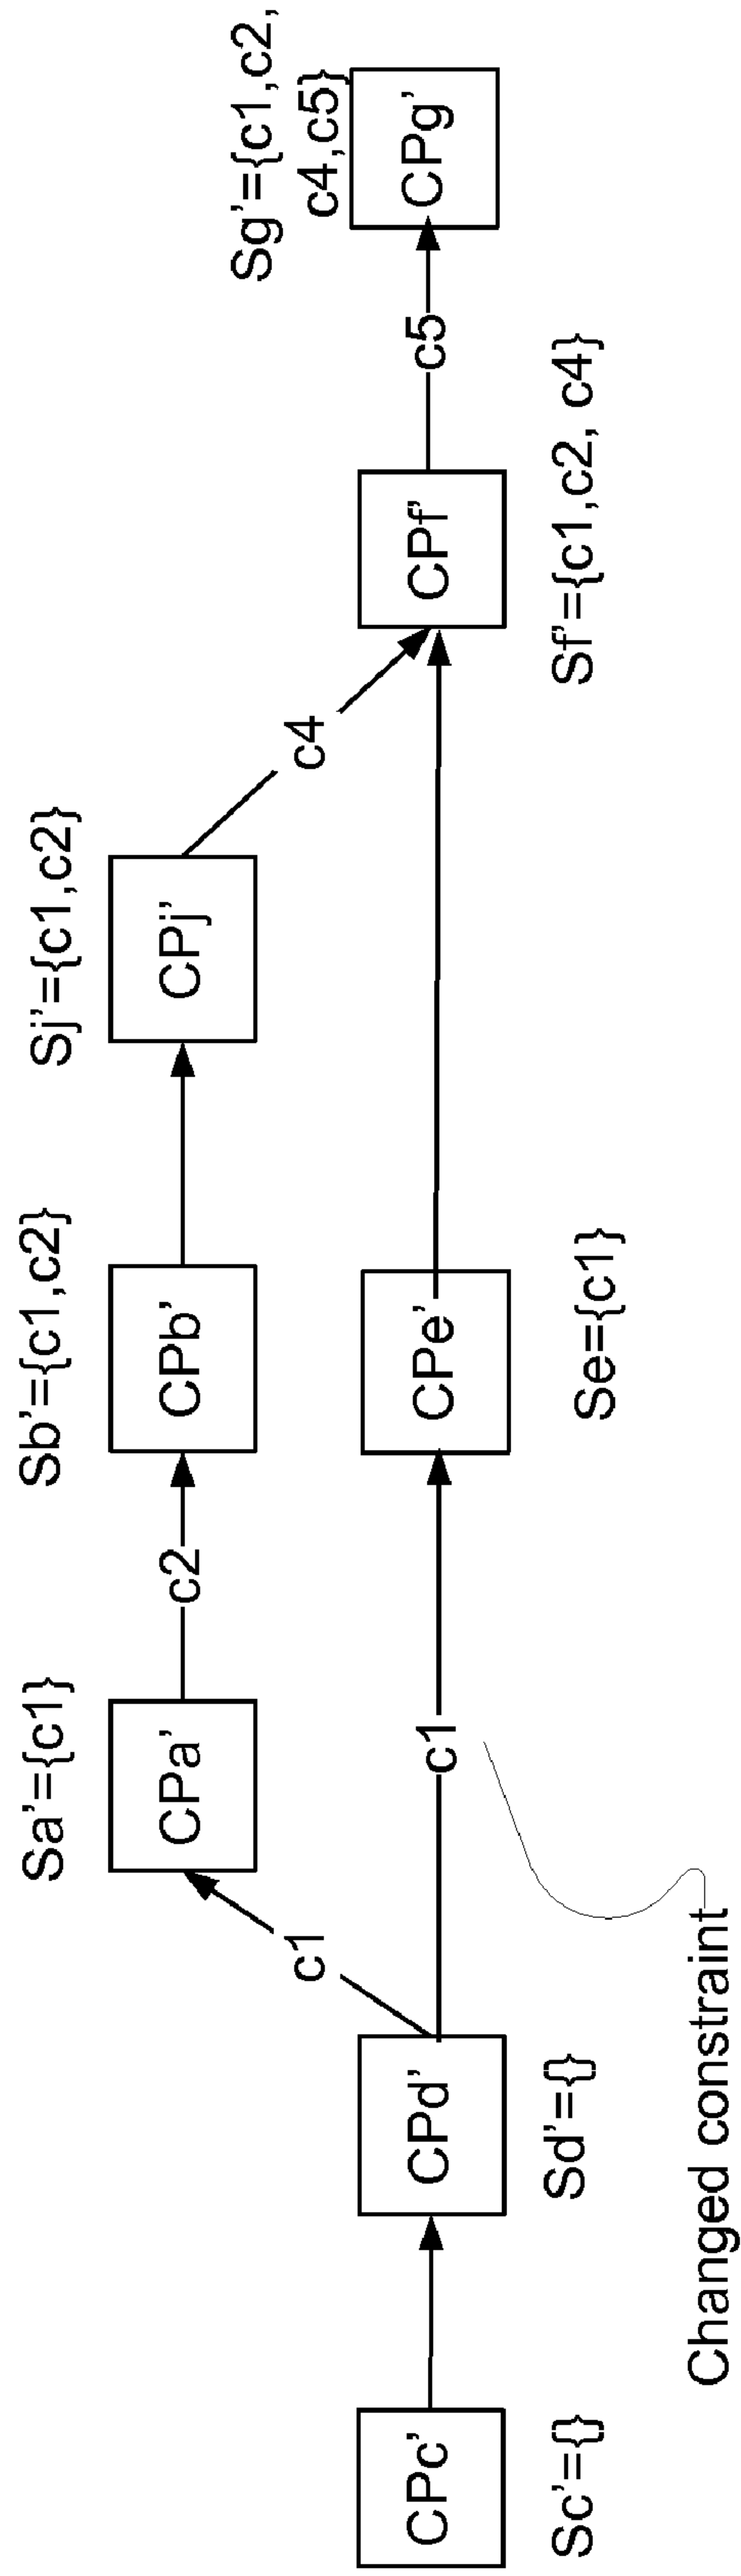 Sa’={c1}
Sb’={c1,c2}
Sj’={c1,c2}
CPa’
c2
CPb’
CPj’
c1
c4
Sg’={c1,c2,
c4,c5}
CPc’
CPd’
c1
CPe’
CPf’
c5
CPg’
Sc’={}
Sd’={}
Se={c1}
Sf’={c1,c2, c4}
Changed constraint